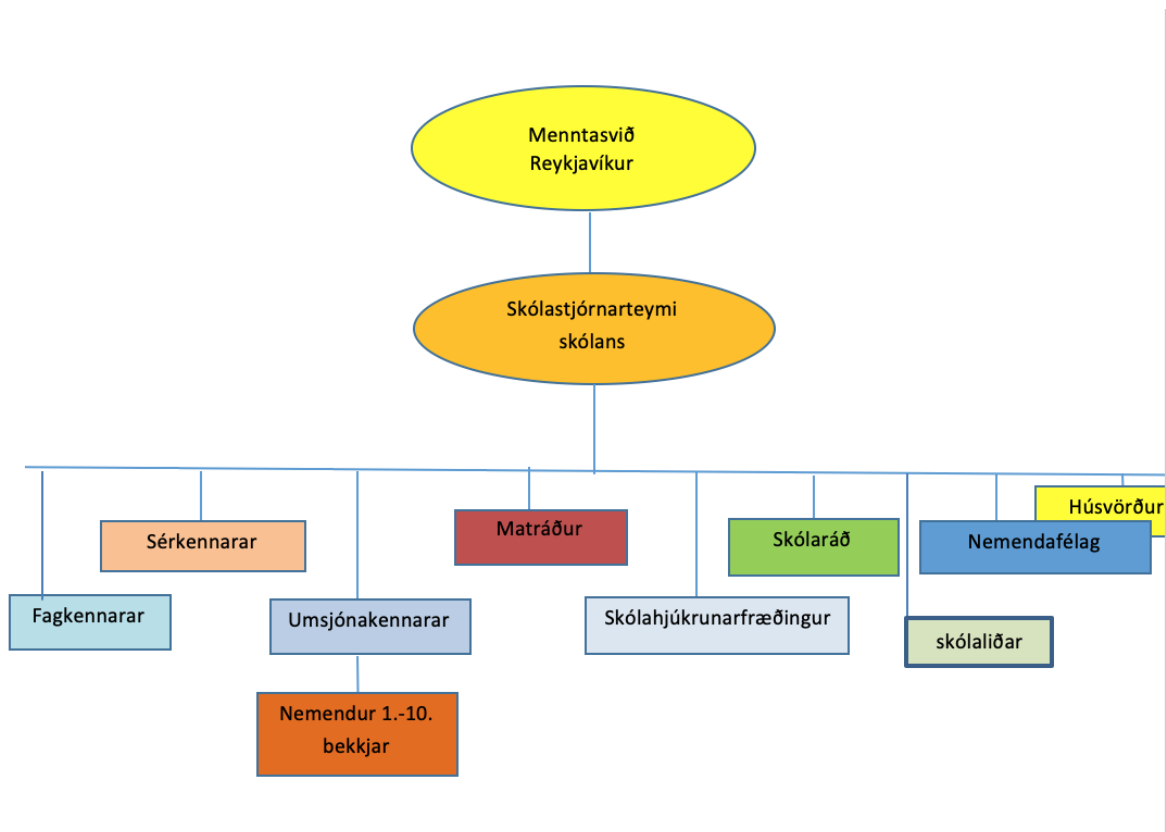 Menntasvið
Reykjavíkur
Skólastjórnarteymi
skólans
Húsvörður
Matráður
Skólaráð
Nemendafélag
Sérkennarar
Fagkennarar
Umsjónakennarar
Skólahjúkrunarfræðingur
skólaliðar
Nemendur 1.-10.
bekkjar